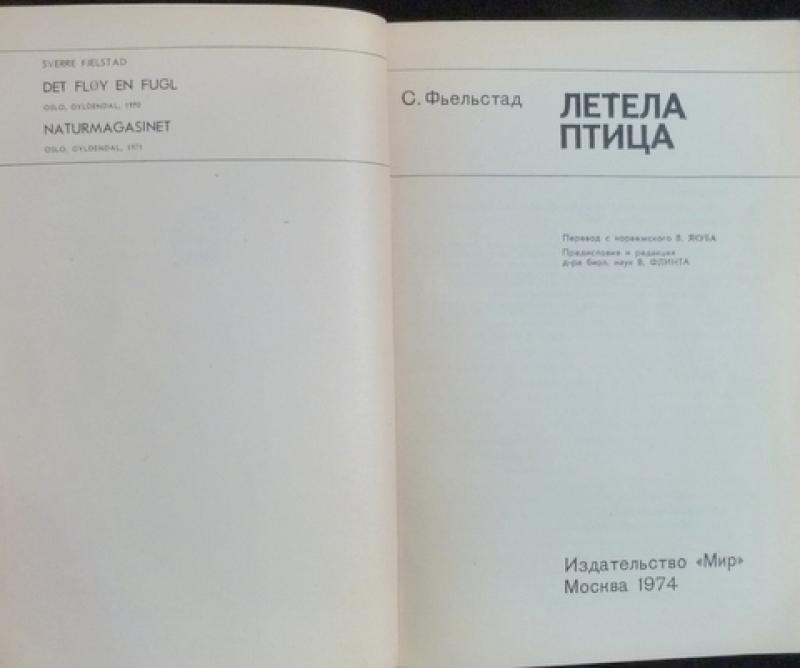 SVERRE FJELSTAD
DET FLØY EN FUGL
OSLO, GYLDENDAL, 1970
NATURMAGASINET
OSLO, GYLDENDAL, 1971
С. Фьельстад
ЛЕТЕЛА
ПТИЦА
Перевод с норвежского В. ЯКУБА
Предисловие и редакция
д-ра биол. наук В. ФЛИНТА
Издательство «Мир»
Москва 1974